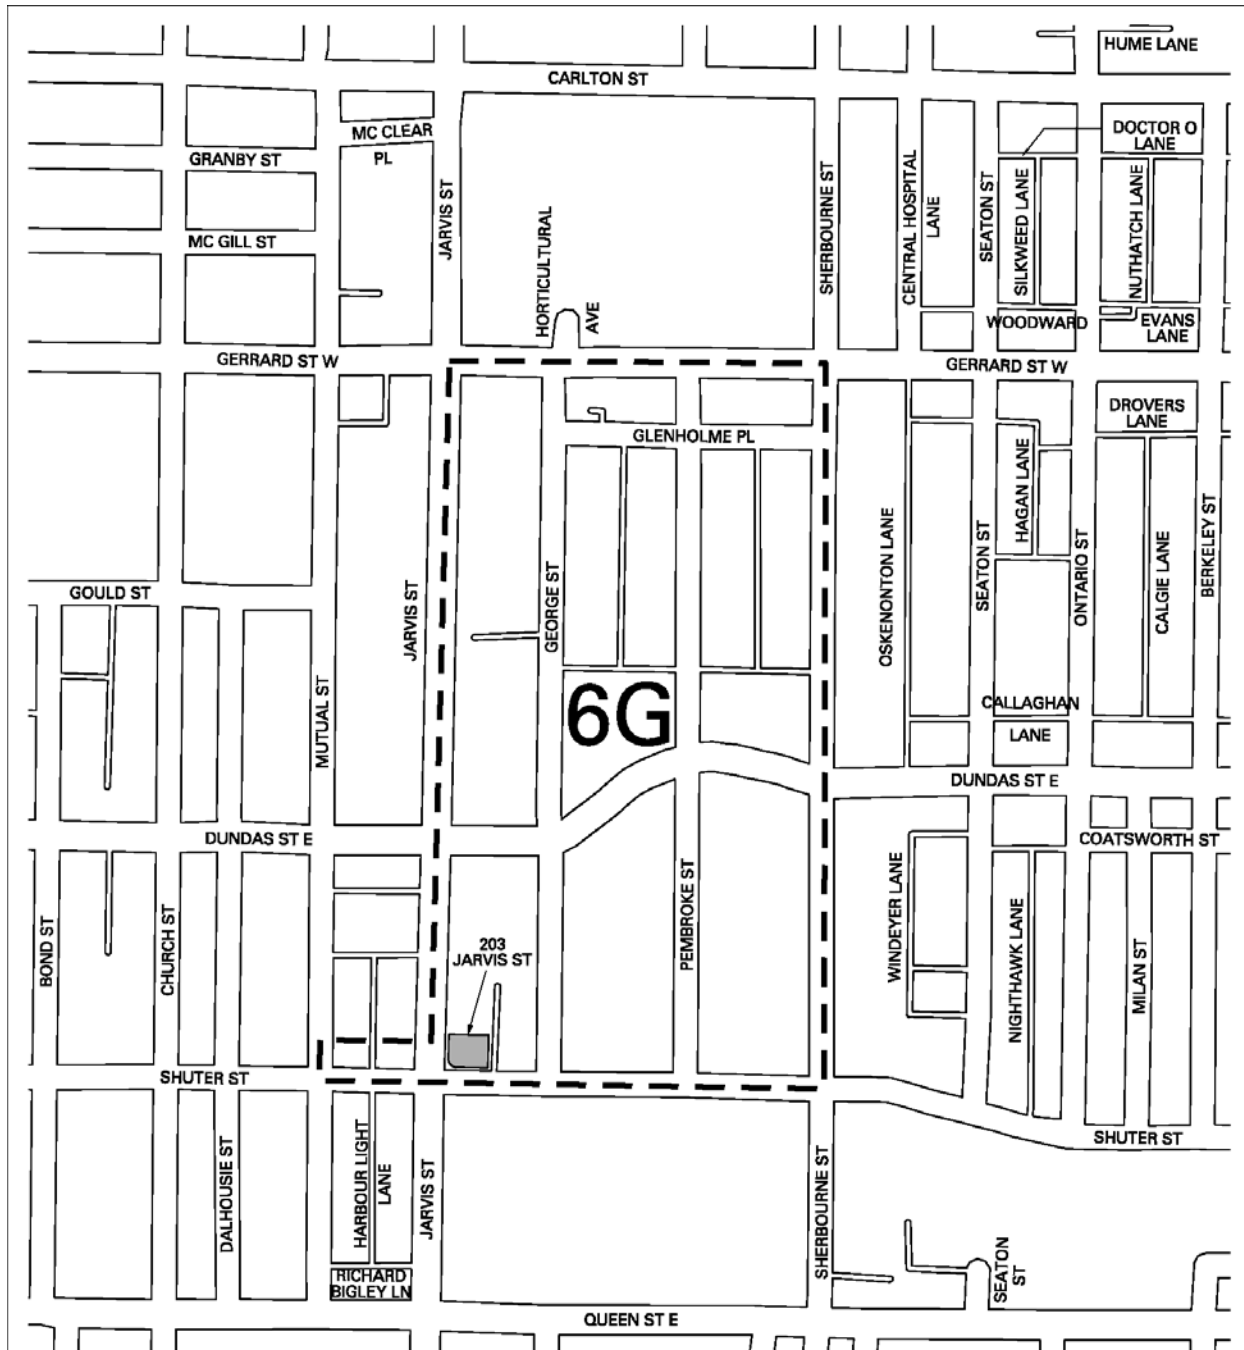 HUME LANE
CARLTON ST
MC CLEAR
PL
DOCTOR O
LANE
GRANBY ST
JARVIS ST
SHERBOURNE ST
CENTRAL HOSPITAL
LANE
SEATON ST
SILKWEED LANE
NUTHATCH LANE
MC GILL ST
HORTICULTURAL
AVE
WOODWARD
EVANS
LANE
GERRARD ST W
GERRARD ST W
DROVERS
LANE
GLENHOLME PL
HAGAN LANE
OSKENONTON LANE
SEATON ST
ONTARIO ST
CALGIE LANE
BERKELEY ST
GOULD ST
JARVIS ST
GEORGE ST
MUTUAL ST
6G
CALLAGHAN
LANE
DUNDAS ST E
DUNDAS ST E
COATSWORTH ST
BOND ST
CHURCH ST
PEMBROKE ST
WINDEYER LANE
NIGHTHAWK LANE
MILAN ST
203
JARVIS ST
SHUTER ST
SHUTER ST
DALHOUSIE ST
HARBOUR LIGHT
LANE
JARVIS ST
SHERBOURNE ST
SEATON
ST
RICHARD
BIGLEY LN
QUEEN ST E